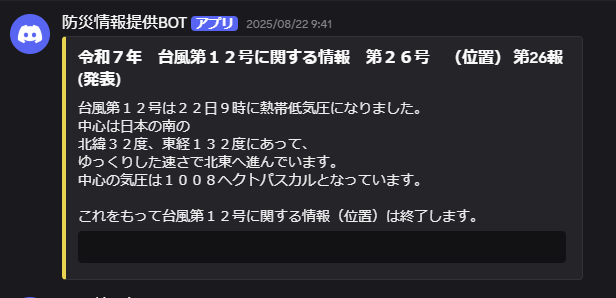 防災情報提供BOT アプリ 2025/08/22 9:41
令和７年　台風第１２号に関する情報　第２６号　（位置） 第26報
(発表)
台風第１２号は２２日９時に熱帯低気圧になりました。
中心は日本の南の
北緯３２度、東経１３２度にあって、
ゆっくりした速さで北東へ進んでいます。
中心の気圧は１００８ヘクトパスカルとなっています。
これをもって台風第１２号に関する情報（位置）は終了します。